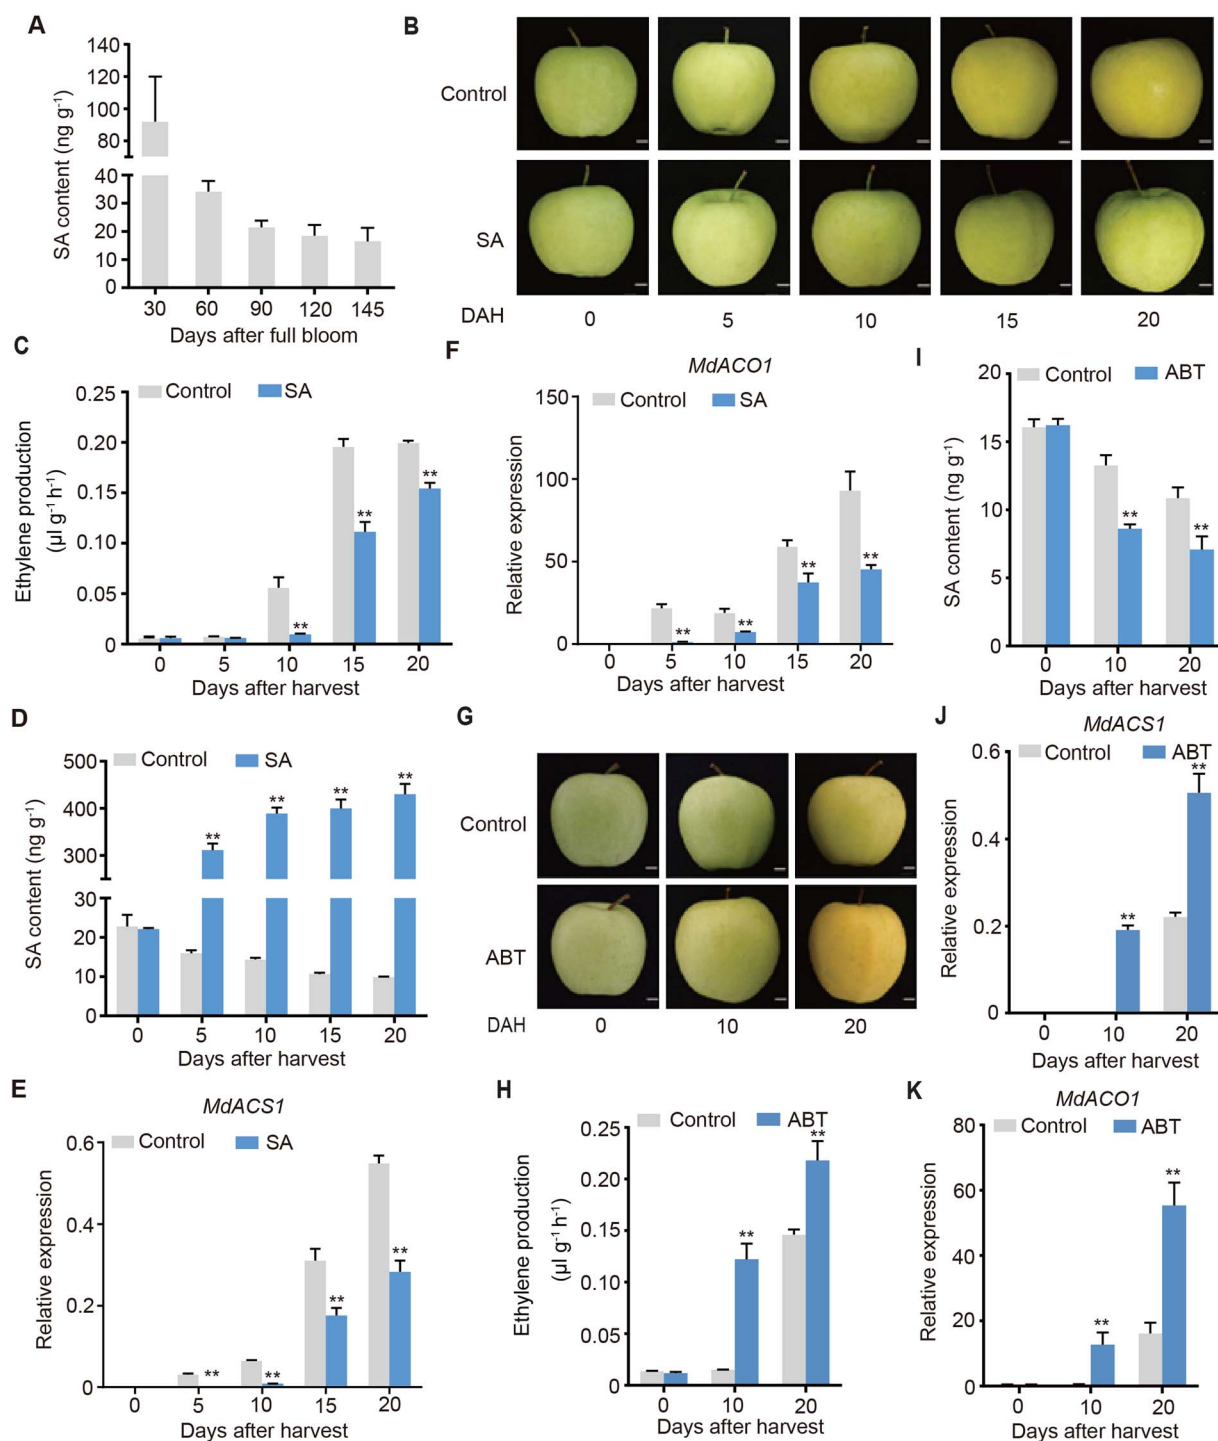 A
SA content (ng g⁻¹)
140
120
100
80
60
40
30
20
10
0
30 60 90 120 145
Days after full bloom
B
Control
SA
DAH 0 5 10 15 20
C
Control SA
Ethylene production
(µl g⁻¹ h⁻¹)
0.25
0.20
0.15
0.10
0.05
0
** ** **
0 5 10 15 20
Days after harvest
D
Control SA
SA content (ng g⁻¹)
500
400
300
30
20
10
0
** ** ** **
0 5 10 15 20
Days after harvest
E
MdACS1
Control SA
Relative expression
0.6
0.4
0.2
0
** ** ** **
0 5 10 15 20
Days after harvest
F
MdACO1
Control SA
Relative expression
150
100
50
0
** ** ** **
0 5 10 15 20
Days after harvest
G
Control
ABT
DAH 0 10 20
H
Control ABT
Ethylene production
(µl g⁻¹ h⁻¹)
0.25
0.20
0.15
0.10
0.05
0
** **
0 10 20
Days after harvest
I
Control ABT
SA content (ng g⁻¹)
20
15
10
5
0
** **
0 10 20
Days after harvest
J
MdACS1
Control ABT
Relative expression
0.6
0.4
0.2
0
** **
0 10 20
Days after harvest
K
MdACO1
Control ABT
Relative expression
80
60
40
20
0
** **
0 10 20
Days after harvest